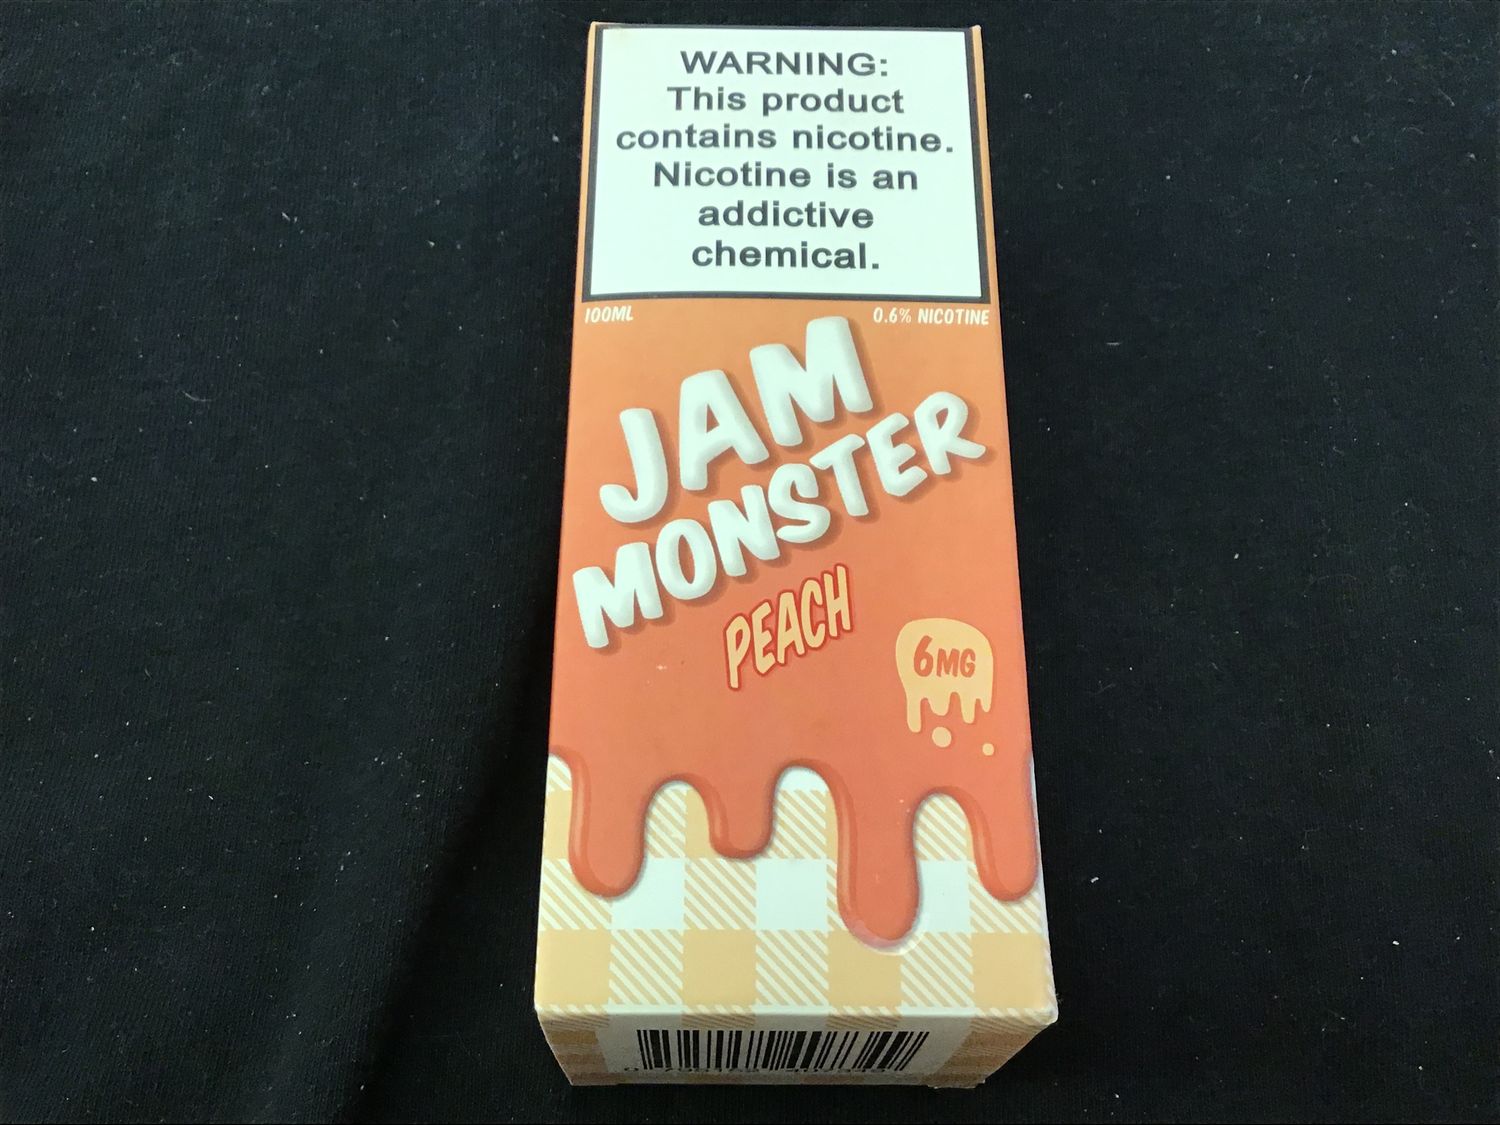 WARNING:
This product
contains nicotine.
Nicotine is an
addictive
chemical.
100ML
0.6% NICOTINE
JAM
MONSTER
PEACH
6MG